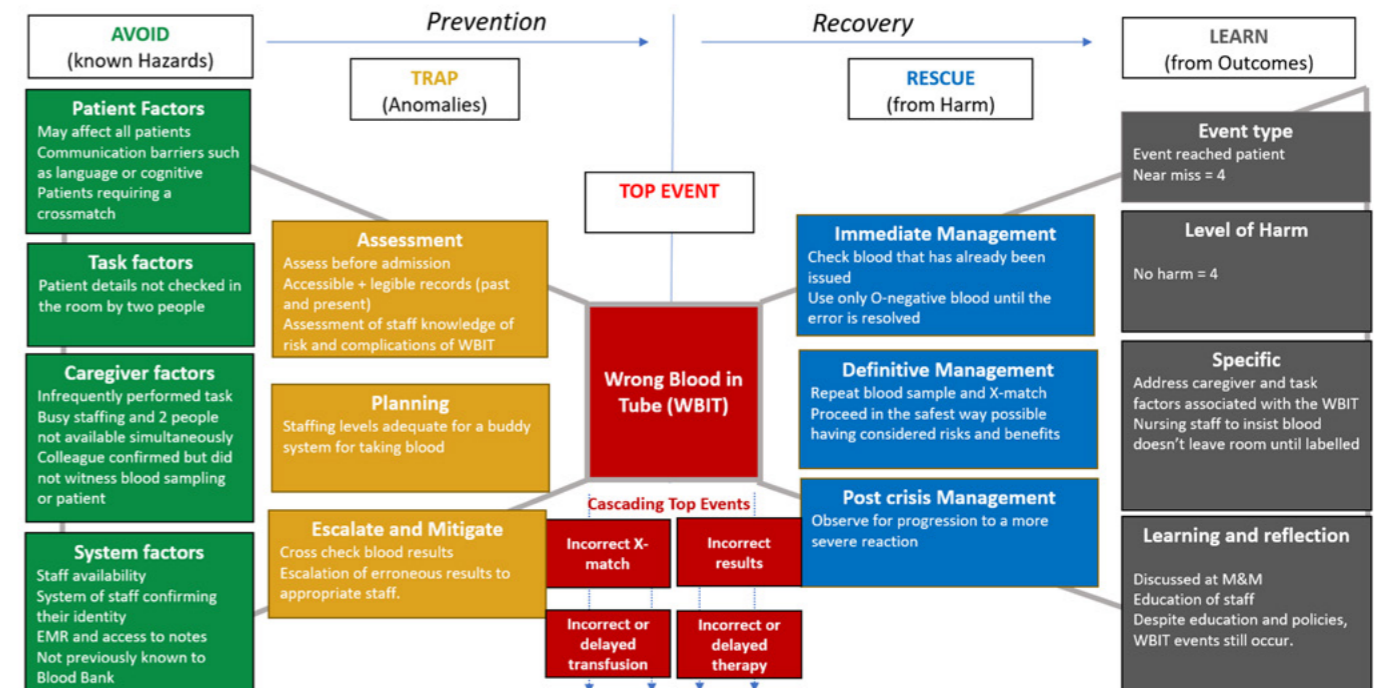 AVOID
(known Hazards)
Prevention
Recovery
LEARN
(from Outcomes)
TRAP
(Anomalies)
RESCUE
(from Harm)
TOP EVENT
Patient Factors
May affect all patients
Communication barriers such
as language or cognitive
Patients requiring a
crossmatch
Task factors
Patient details not checked in
the room by two people
Caregiver factors
Infrequently performed task
Busy staffing and 2 people
not available simultaneously
Colleague confirmed but did
not witness blood sampling
or patient
System factors
Staff availability
System of staff confirming
their identity
EMR and access to notes
Not previously known to
Blood Bank
Assessment
Assess before admission
Accessible + legible records (past
and present)
Assessment of staff knowledge of
risk and complications of WBIT
Planning
Staffing levels adequate for a buddy
system for taking blood
Escalate and Mitigate
Cross check blood results
Escalation of erroneous results to
appropriate staff.
Wrong Blood in
Tube (WBIT)
Cascading Top Events
Incorrect X-
match
Incorrect
results
Incorrect or
delayed
transfusion
Incorrect or
delayed
therapy
Immediate Management
Check blood that has already been
issued
Use only O-negative blood until the
error is resolved
Definitive Management
Repeat blood sample and X-match
Proceed in the safest way possible
having considered risks and benefits
Post crisis Management
Observe for progression to a more
severe reaction
Event type
Event reached patient
Near miss = 4
Level of Harm
No harm = 4
Specific
Address caregiver and task
factors associated with the WBIT
Nursing staff to insist blood
doesn't leave room until labelled
Learning and reflection
Discussed at M&M
Education of staff
Despite education and policies,
WBIT events still occur.